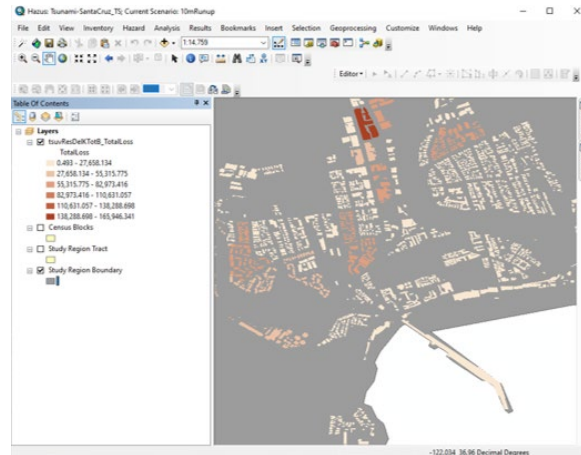 Hazus: Tsunami-SantaCruz_TS; Current Scenario: 10mRunup
File Edit View Inventory Hazard Analysis Results Bookmarks Insert Selection Geoprocessing Customize Windows Help
1:14,759
Editor
Table Of Contents
Layers
tsuvResDelKTotB_TotalLoss
TotalLoss
0.493 - 27,658.134
27,658.134 - 55,315.775
55,315.775 - 82,973.416
82,973.416 - 110,631.057
110,631.057 - 138,288.698
138,288.698 - 165,946.341
Census Blocks
Study Region Tract
Study Region Boundary
-122.034 36.96 Decimal Degrees